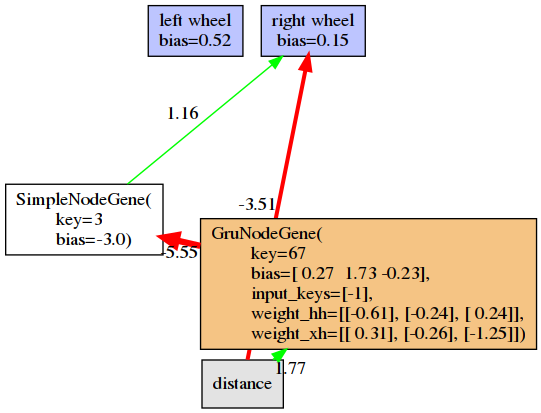 left wheel
bias=0.52
right wheel
bias=0.15
1.16
SimpleNodeGene(
key=3
bias=-3.0)
-3.51
-5.55
GruNodeGene(
key=67
bias=[ 0.27 1.73 -0.23],
input_keys=[-1],
weight_hh=[[-0.61], [-0.24], [ 0.24]],
weight_xh=[[ 0.31], [-0.26], [-1.25]])
1.77
distance